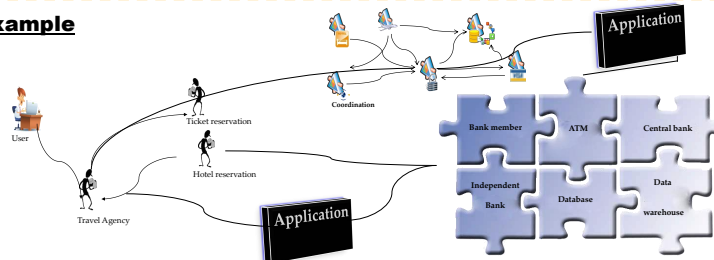 xample
Application
Coordination
User
Ticket reservation
Hotel reservation
Travel Agency
Application
Bank member
ATM
Central bank
Independent
Bank
Database
Data
warehouse